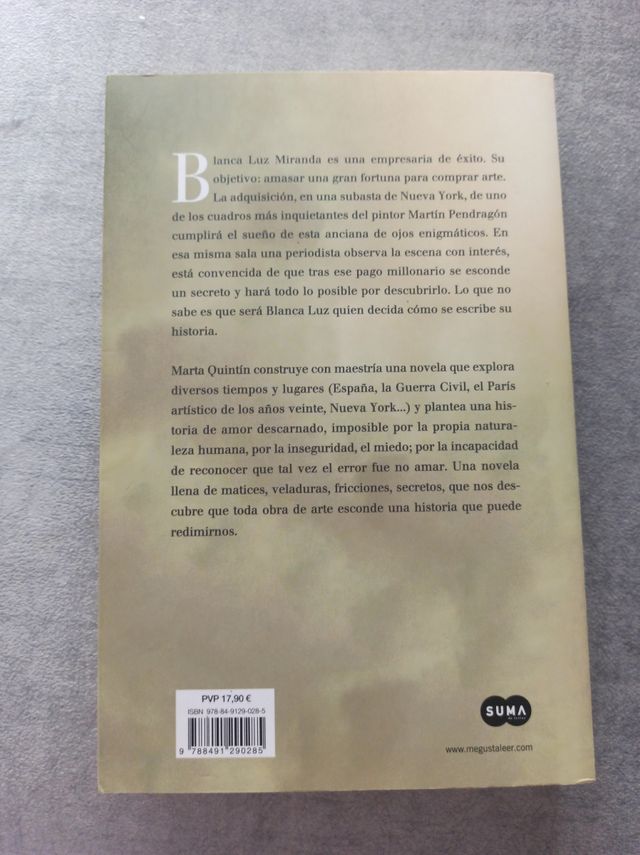 Blanca Luz Miranda es una empresaria de éxito. Su
objetivo: amasar una gran fortuna para comprar arte.
La adquisición, en una subasta de Nueva York, de uno
de los cuadros más inquietantes del pintor Martín Pendragón
cumplirá el sueño de esta anciana de ojos enigmáticos. En
esa misma sala una periodista observa la escena con interés,
está convencida de que tras ese pago millonario se esconde
un secreto y hará todo lo posible por descubrirlo. Lo que no
sabe es que será Blanca Luz quien decida cómo se escribe su
historia.
Marta Quintín construye con maestría una novela que explora
diversos tiempos y lugares (España, la Guerra Civil, el París
artístico de los años veinte, Nueva York...) y plantea una his-
toria de amor descarnado, imposible por la propia natura-
leza humana, por la inseguridad, el miedo; por la incapacidad
de reconocer que tal vez el error fue no amar. Una novela
llena de matices, veladuras, fricciones, secretos, que nos des-
cubre que toda obra de arte esconde una historia que puede
redimirnos.
PVP 17,90 €
ISBN 978-84-9129-028-5
9 788491 290285
SUMA
de letras
www.megustaleer.com